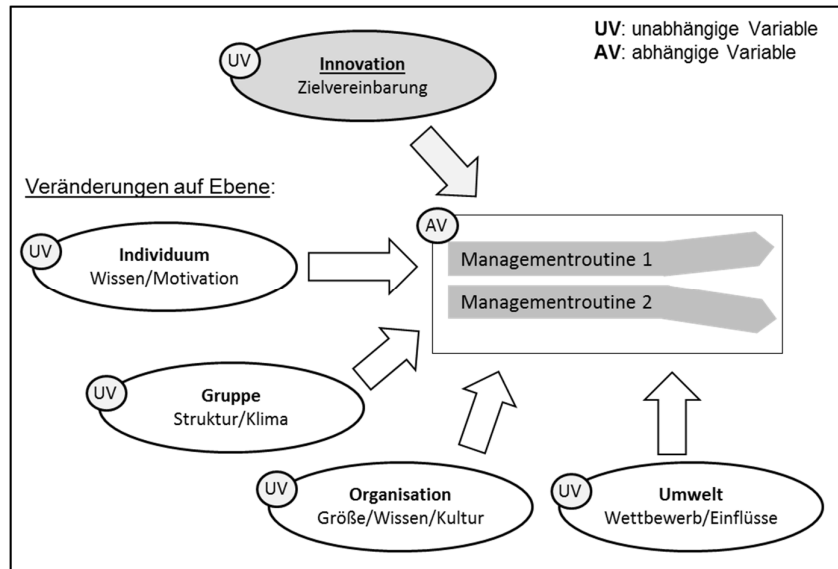 UV: unabhängige Variable
AV: abhängige Variable
UV
Innovation
Zielvereinbarung
Veränderungen auf Ebene:
UV
Individuum
Wissen/Motivation
AV
Managementroutine 1
Managementroutine 2
UV
Gruppe
Struktur/Klima
UV
Organisation
Größe/Wissen/Kultur
UV
Umwelt
Wettbewerb/Einflüsse